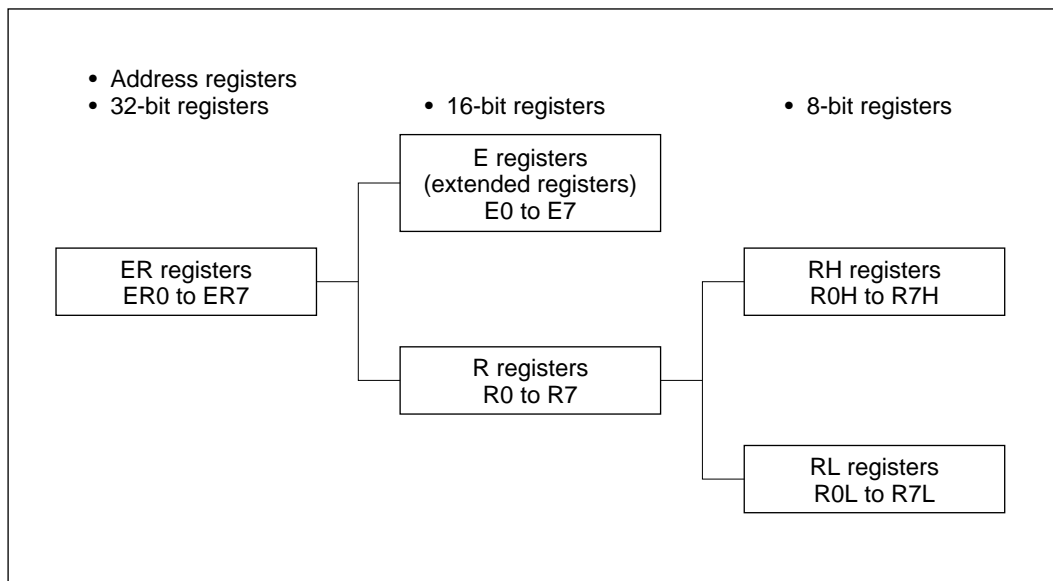 • Address registers
• 32-bit registers
• 16-bit registers
• 8-bit registers
E registers
(extended registers)
E0 to E7
ER registers
ER0 to ER7
RH registers
R0H to R7H
R registers
R0 to R7
RL registers
R0L to R7L